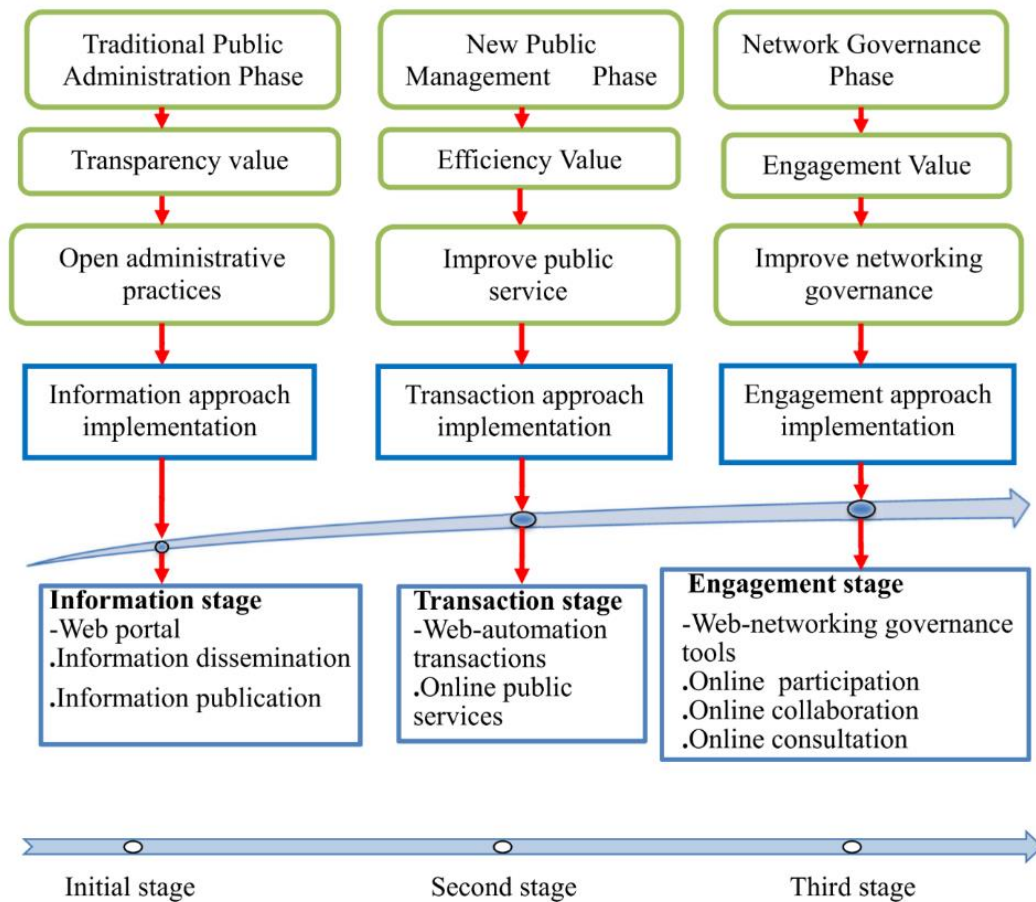 Traditional Public
Administration Phase
New Public
Management Phase
Network Governance
Phase
Transparency value
Efficiency Value
Engagement Value
Open administrative
practices
Improve public
service
Improve networking
governance
Information approach
implementation
Transaction approach
implementation
Engagement approach
implementation
Information stage
-Web portal
.Information dissemination
.Information publication
Transaction stage
-Web-automation
transactions
.Online public
services
Engagement stage
-Web-networking governance
tools
.Online participation
.Online collaboration
.Online consultation
Initial stage
Second stage
Third stage